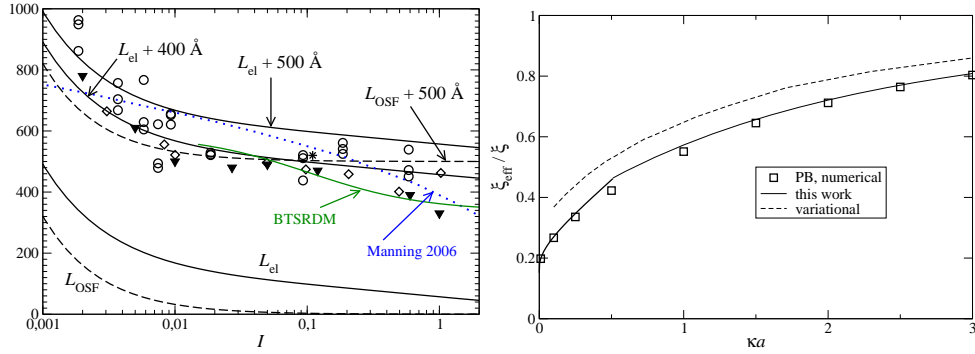 1000
800
600
400
200
0
0,001
0,01
0,1
1
I
L_el + 400 Å
L_el + 500 Å
L_OSF + 500 Å
BTSRDM
Manning 2006
L_el
L_OSF
1
0.8
0.6
0.4
0.2
0
0
1
2
3
ξ_eff / ξ
κa
PB, numerical
this work
variational